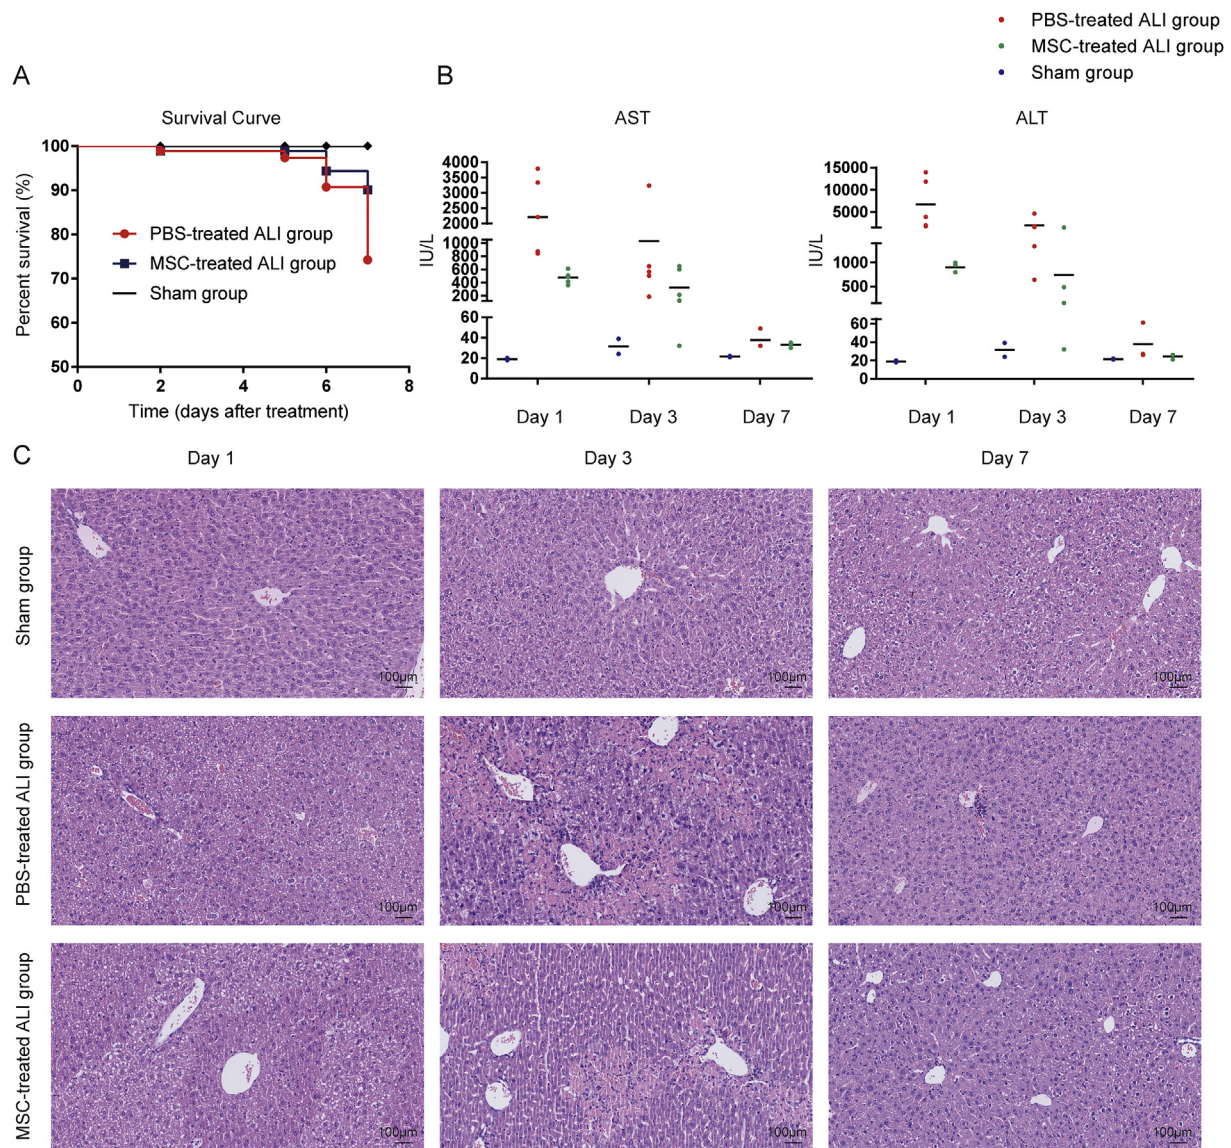 PBS-treated ALI group
MSC-treated ALI group
Sham group
A
B
Survival Curve
AST
ALT
Percent survival (%)
100
90
80
70
60
50
PBS-treated ALI group
MSC-treated ALI group
Sham group
0
2
4
6
8
Time (days after treatment)
IU/L
4000
3500
3000
2500
2000
1000
800
600
400
200
60
40
20
0
Day 1
Day 3
Day 7
IU/L
15000
10000
5000
1000
500
60
40
20
0
Day 1
Day 3
Day 7
C
Day 1
Day 3
Day 7
Sham group
100μm
100μm
100μm
PBS-treated ALI group
100μm
100μm
100μm
MSC-treated ALI group
100μm
100μm
100μm